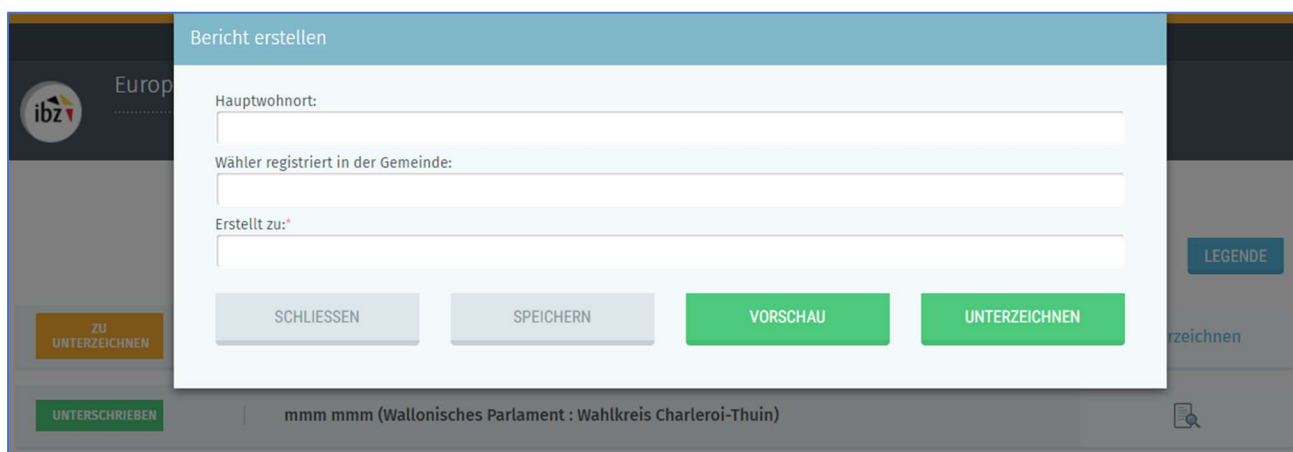 Bericht erstellen
Europ
ibz
Hauptwohnort:
Wähler registriert in der Gemeinde:
Erstellt zu:*
LEGENDE
SCHLIESSEN SPEICHERN VORSCHAU UNTERZEICHNEN
ZU
UNTERZEICHNEN
rzeichnen
UNTERSCHRIEBEN mmm mmm (Wallonisches Parlament : Wahlkreis Charleroi-Thuin)